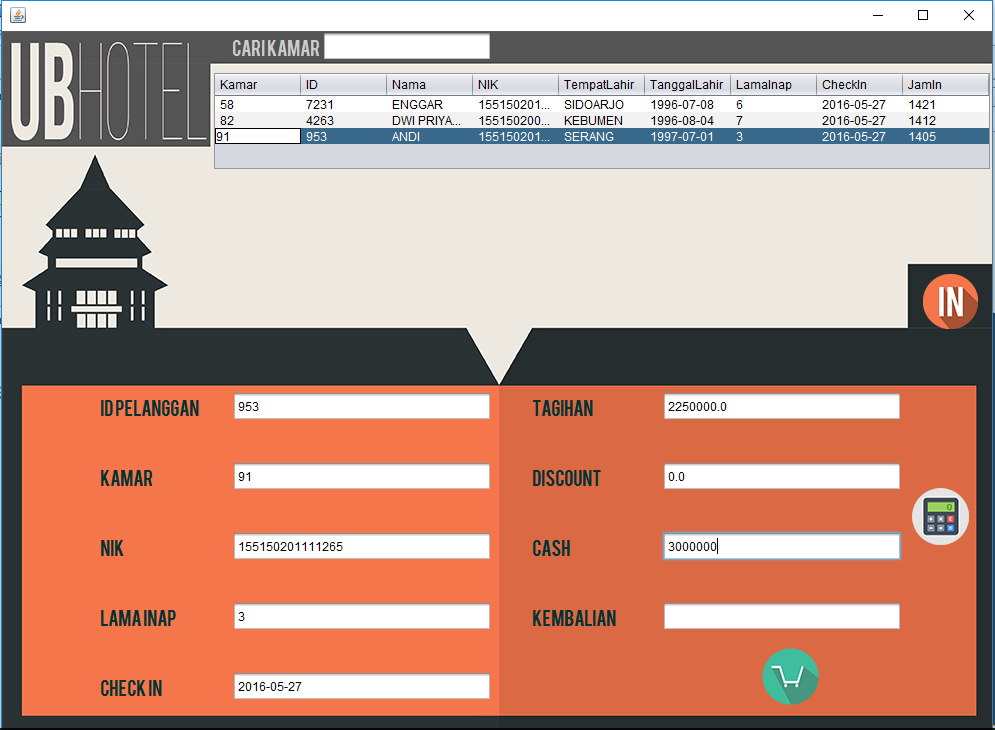 UBHOTEL
CARI KAMAR
Kamar ID Nama NIK TempatLahir TanggalLahir LamaInap CheckIn JamIn
58 7231 ENGGAR 155150201... SIDOARJO 1996-07-08 6 2016-05-27 1421
82 4263 DWI PRIYA... 155150200... KEBUMEN 1996-08-04 7 2016-05-27 1412
91 953 ANDI 155150201... SERANG 1997-07-01 3 2016-05-27 1405
IN
ID PELANGGAN 953
TAGIHAN 2250000.0
KAMAR 91
DISCOUNT 0.0
NIK 155150201111265
CASH 3000000
LAMA INAP 3
KEMBALIAN
CHECK IN 2016-05-27